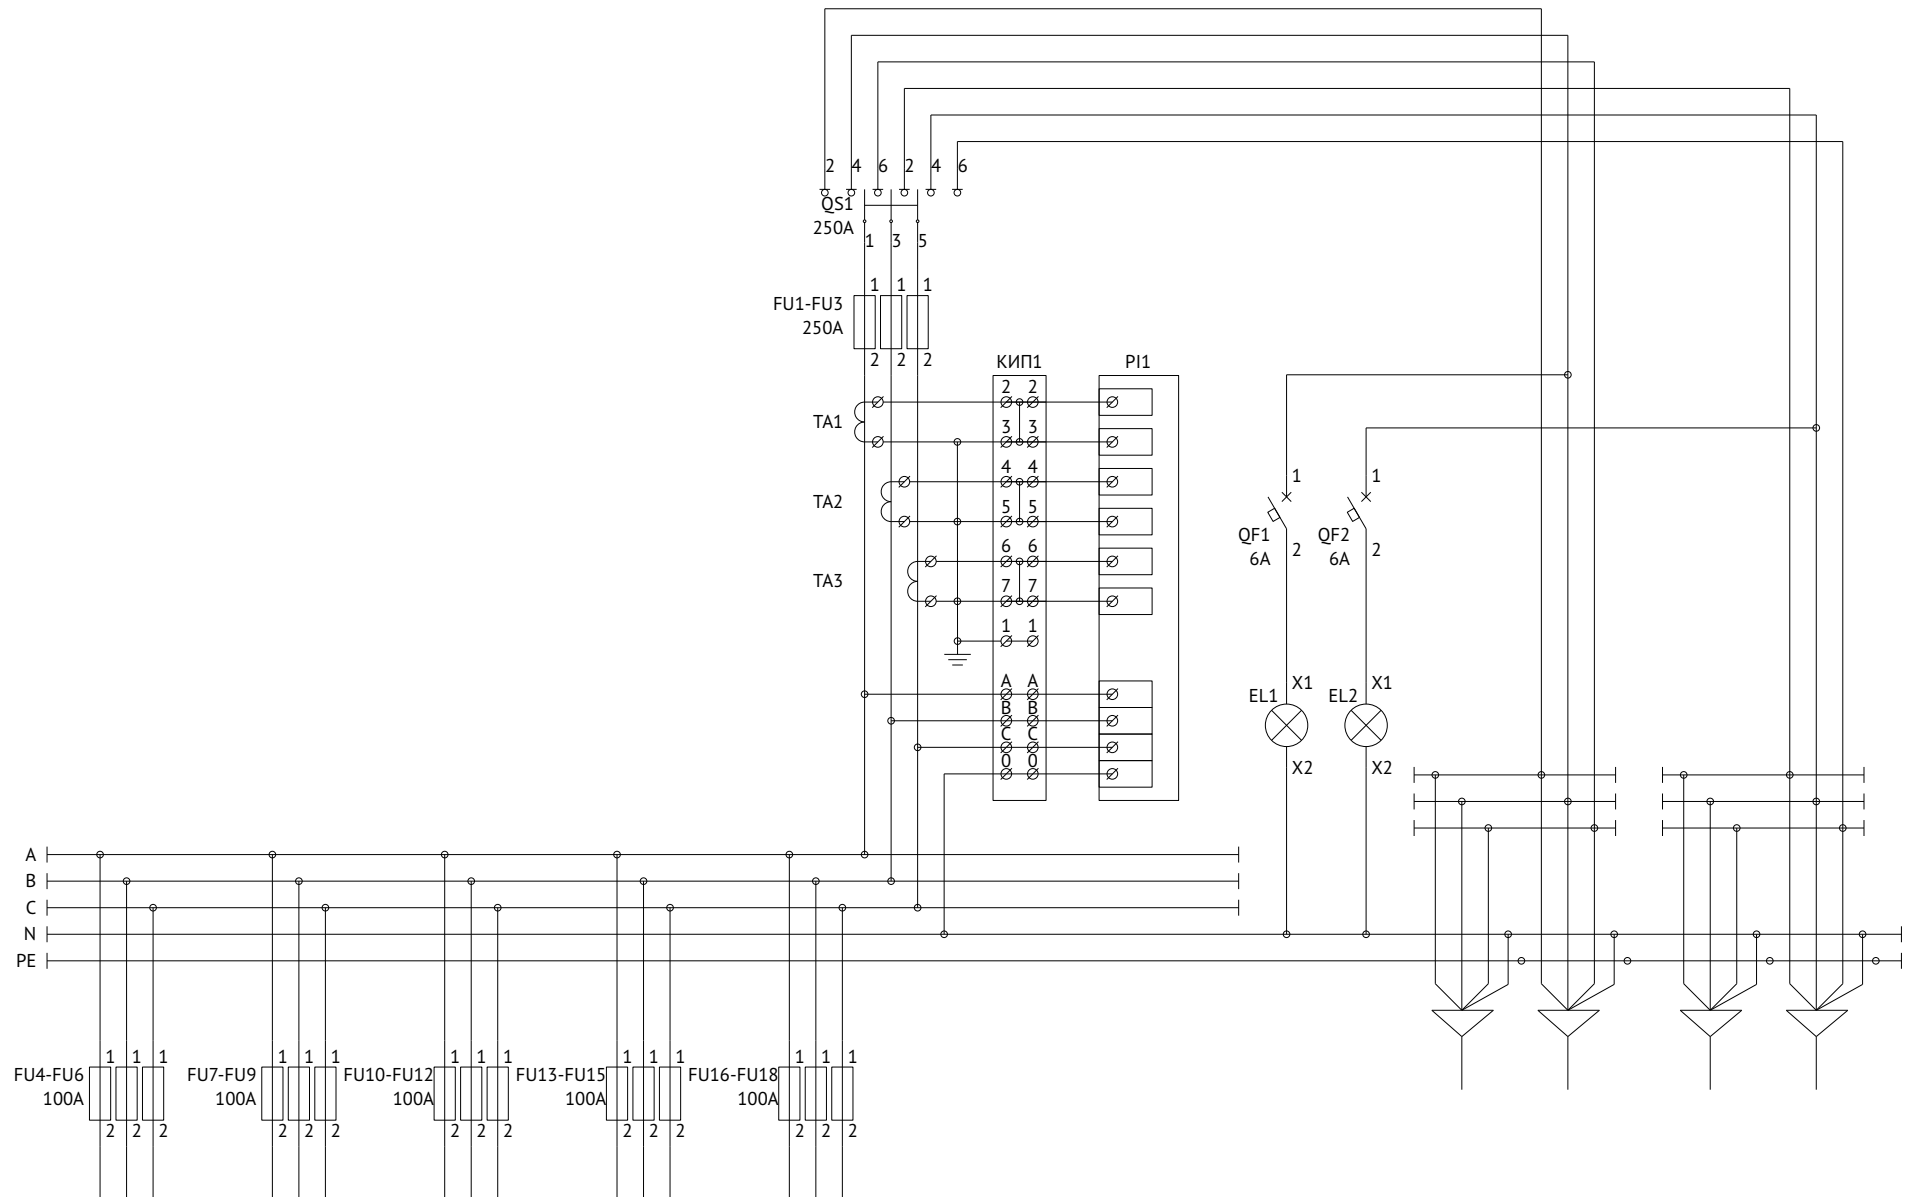 2 4 6 2 4 6
QS1
250A
1 3 5
1 1 1
FU1-FU3
250A
2 2 2
КИП1 PI1
2 2
TA1
3 3
4 4
TA2
5 5
6 6
TA3
7 7
1 1
A A
B B
C C
0 0
1 1
QF1 QF2
6A 6A
2 2
X1 X1
EL1 EL2
X2 X2
A
B
C
N
PE
1 1 1 1 1 1 1 1 1 1 1 1 1 1 1
FU4-FU6 FU7-FU9 FU10-FU12 FU13-FU15 FU16-FU18
100A 100A 100A 100A 100A
2 2 2 2 2 2 2 2 2 2 2 2 2 2 2